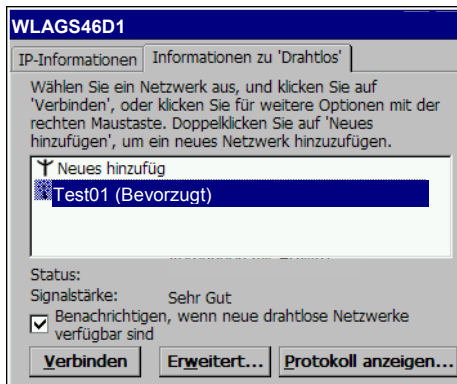 WLAGS46D1
IP-Informationen Informationen zu 'Drahtlos'
Wählen Sie ein Netzwerk aus, und klicken Sie auf
'Verbinden', oder klicken Sie für weitere Optionen mit der
rechten Maustaste. Doppelklicken Sie auf 'Neues
hinzufügen', um ein neues Netzwerk hinzuzufügen.
Neues hinzufüg
Test01 (Bevorzugt)
Status:
Signalstärke: Sehr Gut
Benachrichtigen, wenn neue drahtlose Netzwerke
verfügbar sind
Verbinden Erweitert... Protokoll anzeigen...